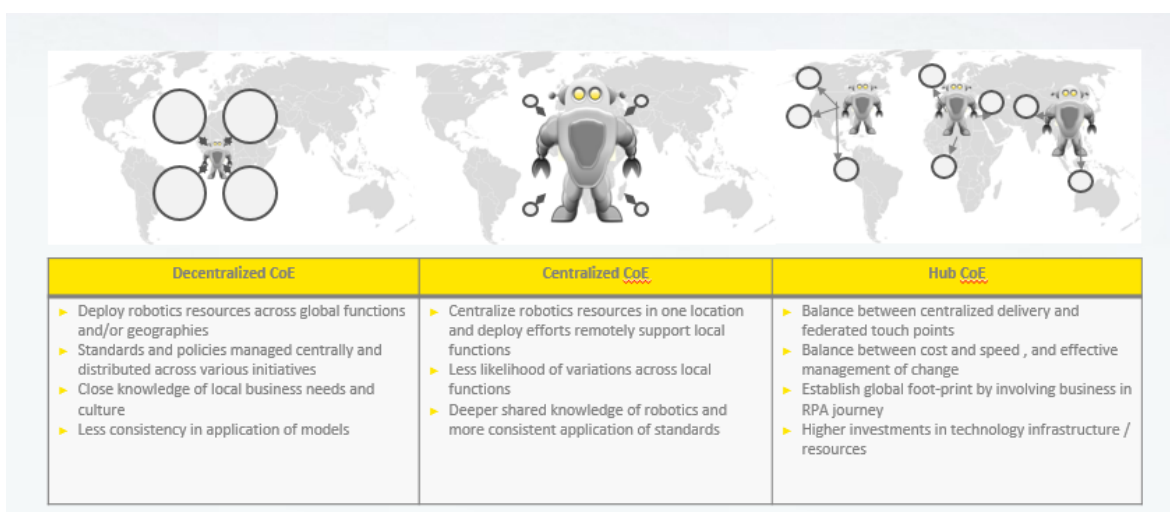 Decentralized CoE
► Deploy robotics resources across global functions
and/or geographies
► Standards and policies managed centrally and
distributed across various initiatives
► Close knowledge of local business needs and
culture
► Less consistency in application of models
Centralized CoE
► Centralize robotics resources in one location
and deploy efforts remotely support local
functions
► Less likelihood of variations across local
functions
► Deeper shared knowledge of robotics and
more consistent application of standards
Hub CoE
► Balance between centralized delivery and
federated touch points
► Balance between cost and speed , and effective
management of change
► Establish global foot-print by involving business in
RPA journey
► Higher investments in technology infrastructure /
resources